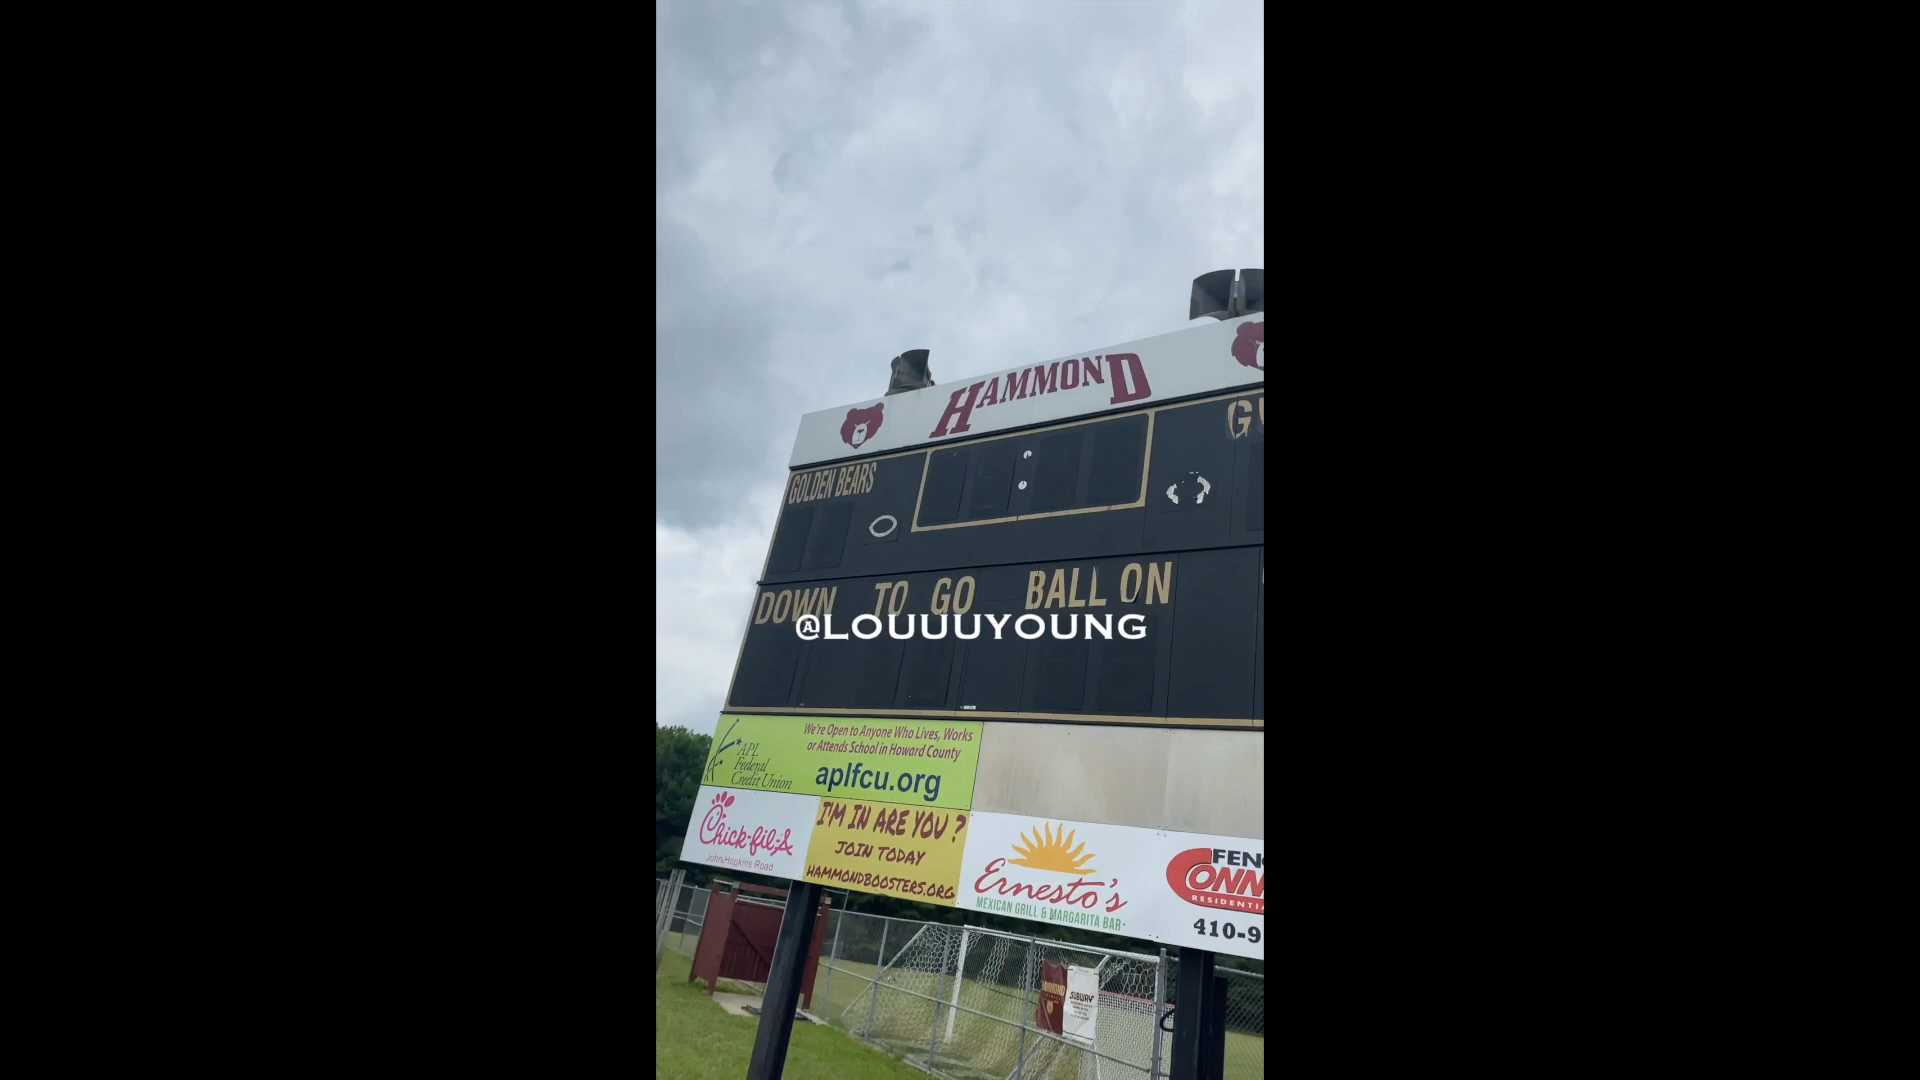 HAMMOND
GOLDEN BEARS
DOWN TO GO BALL ON
@LOUUUYOUNG
We're Open to Anyone Who Lives, Works
or Attends School in Howard County
APL
Federal
Credit Union
aplfcu.org
Chick-fil-A
John Hopkins Road
I'M IN ARE YOU?
JOIN TODAY
HAMMONDBOOSTERS.ORG
Ernesto's
MEXICAN GRILL & MARGARITA BAR
410-9
SUBWAY